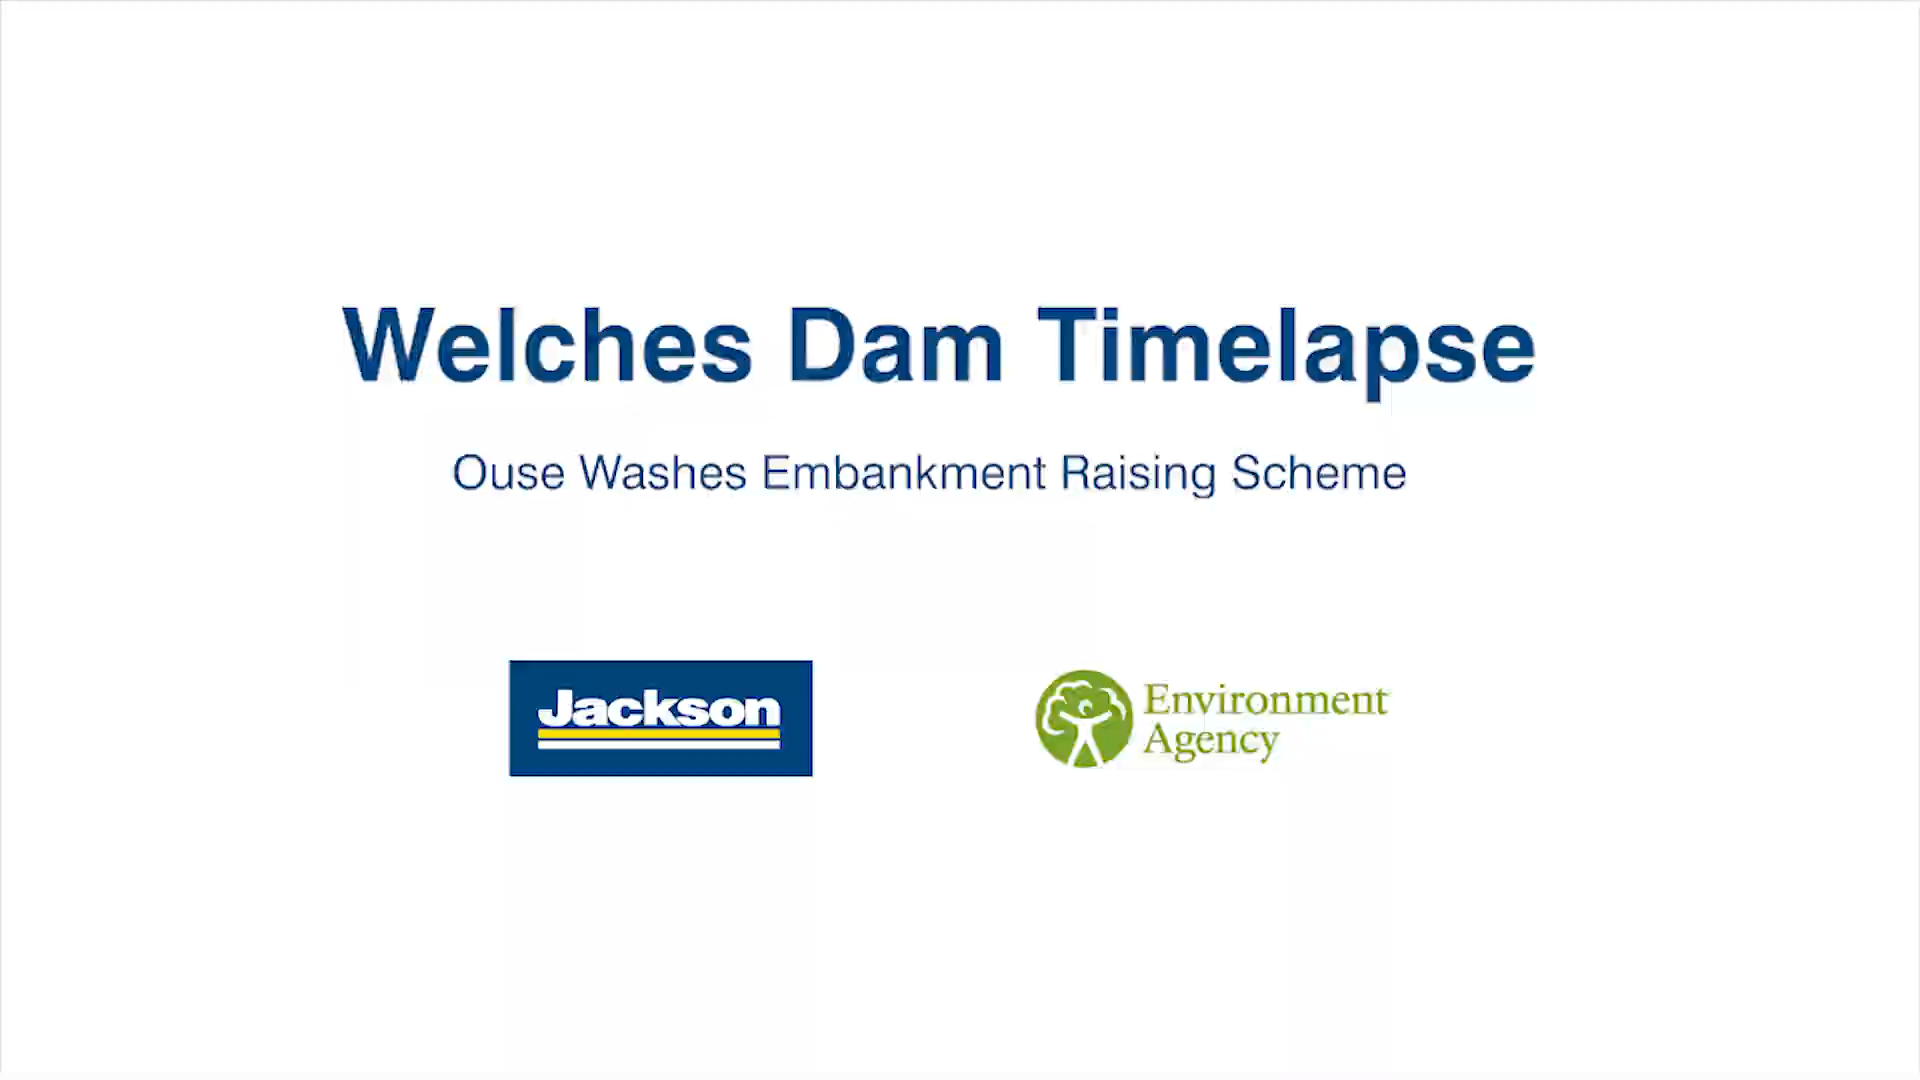 Welches Dam Timelapse
Ouse Washes Embankment Raising Scheme
Jackson
Environment
Agency